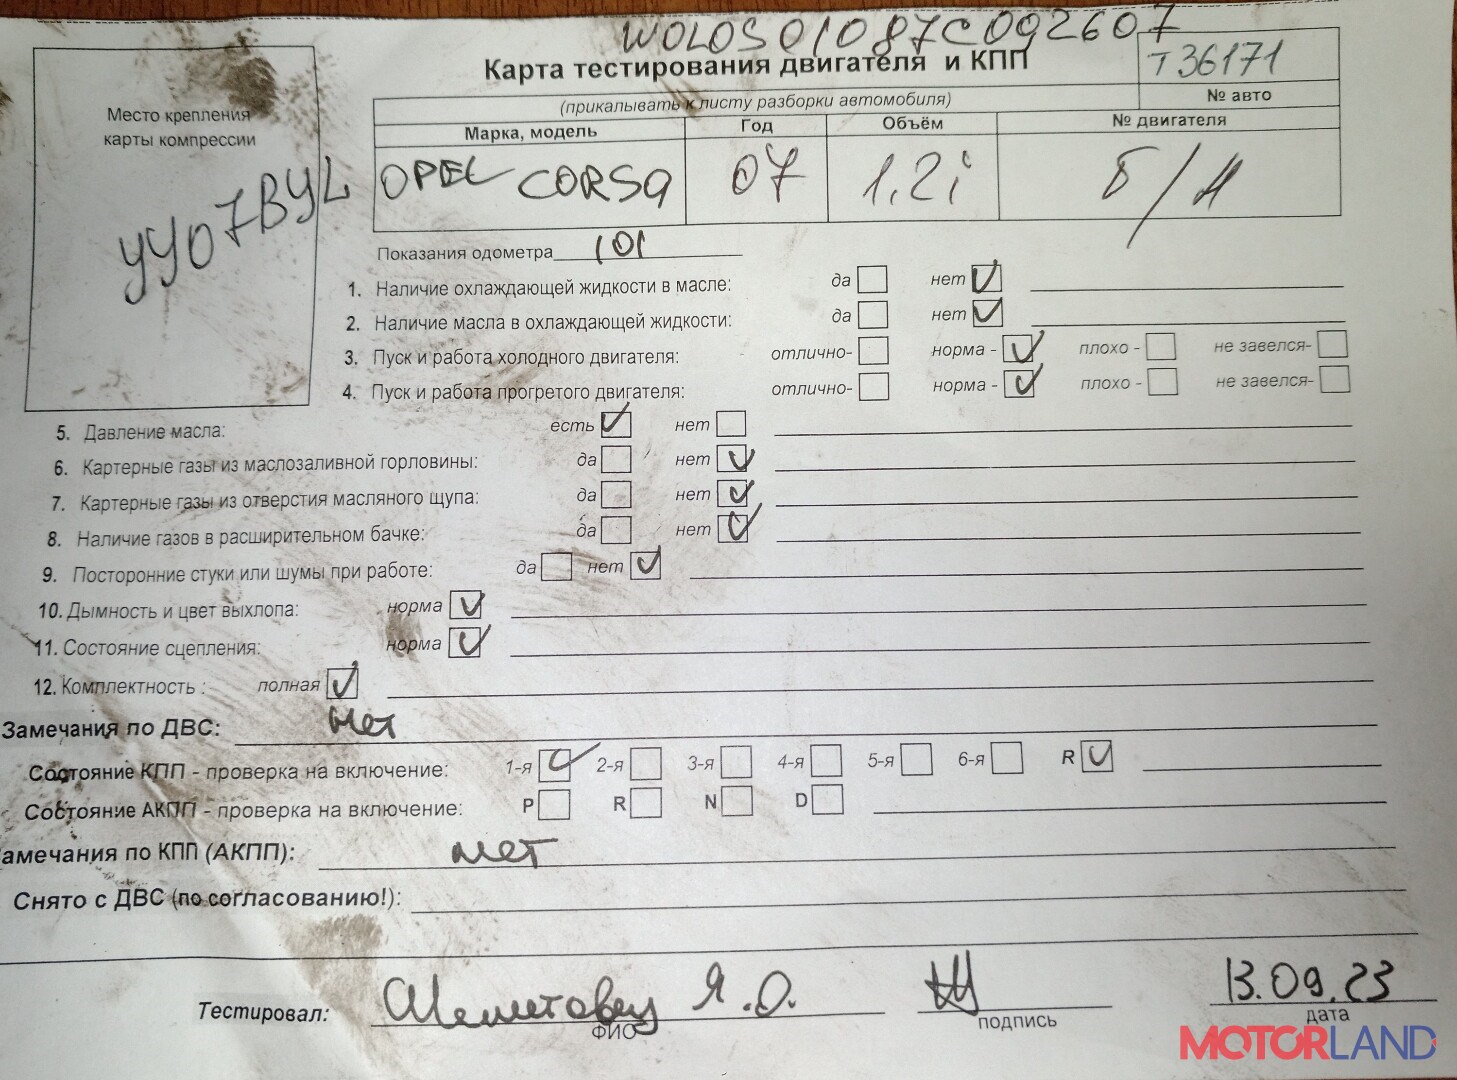 W0L0S01087C092607
Карта тестирования двигателя и КПП
Т36171
№ авто
Место крепления
карты компрессии
YY07BYL
(прикалывать к листу разборки автомобиля)
Марка, модель Год Объём № двигателя
OPEL CORSA 07 1.2i Б/Н
Показания одометра 101
1. Наличие охлаждающей жидкости в масле: да нет
2. Наличие масла в охлаждающей жидкости: да нет
3. Пуск и работа холодного двигателя: отлично- норма - плохо - не завелся-
4. Пуск и работа прогретого двигателя: отлично- норма - плохо - не завелся-
5. Давление масла: есть нет
6. Картерные газы из маслозаливной горловины: да нет
7. Картерные газы из отверстия масляного щупа: да нет
8. Наличие газов в расширительном бачке: да нет
9. Посторонние стуки или шумы при работе: да нет
10. Дымность и цвет выхлопа: норма
11. Состояние сцепления: норма
12. Комплектность : полная
Замечания по ДВС: нет
Состояние КПП - проверка на включение: 1-я 2-я 3-я 4-я 5-я 6-я R
Состояние АКПП - проверка на включение: P R N D
амечания по КПП (АКПП): нет
Снято с ДВС (по согласованию!):
Тестировал: Я.О. 13.09.23
ФИО подпись дата
MOTORLAND